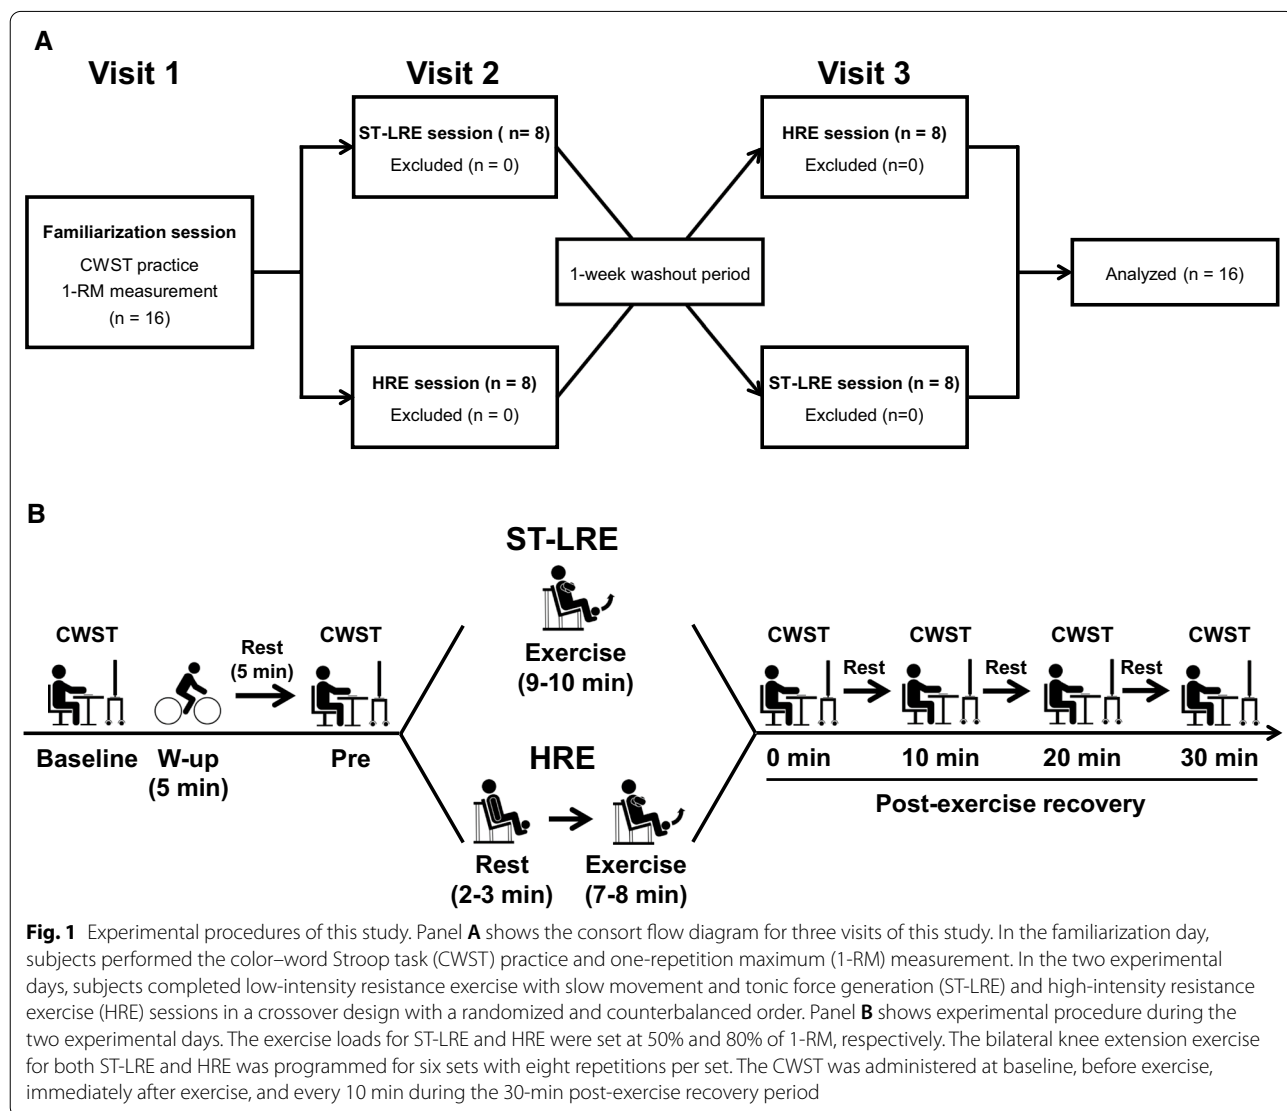 A
Visit 1
Visit 2
Visit 3
ST-LRE session ( n= 8)
Excluded (n = 0)
HRE session (n = 8)
Excluded (n=0)
Familiarization session
CWST practice
1-RM measurement
(n = 16)
1-week washout period
Analyzed (n = 16)
HRE session (n = 8)
Excluded (n = 0)
ST-LRE session (n = 8)
Excluded (n=0)
B
ST-LRE
Exercise
(9-10 min)
CWST
Rest
(5 min)
CWST
Baseline
W-up
(5 min)
Pre
HRE
Rest
(2-3 min)
Exercise
(7-8 min)
CWST
Rest
CWST
Rest
CWST
Rest
CWST
0 min
10 min
20 min
30 min
Post-exercise recovery
Fig. 1 Experimental procedures of this study. Panel A shows the consort flow diagram for three visits of this study. In the familiarization day,
subjects performed the color–word Stroop task (CWST) practice and one-repetition maximum (1-RM) measurement. In the two experimental
days, subjects completed low-intensity resistance exercise with slow movement and tonic force generation (ST-LRE) and high-intensity resistance
exercise (HRE) sessions in a crossover design with a randomized and counterbalanced order. Panel B shows experimental procedure during the
two experimental days. The exercise loads for ST-LRE and HRE were set at 50% and 80% of 1-RM, respectively. The bilateral knee extension exercise
for both ST-LRE and HRE was programmed for six sets with eight repetitions per set. The CWST was administered at baseline, before exercise,
immediately after exercise, and every 10 min during the 30-min post-exercise recovery period